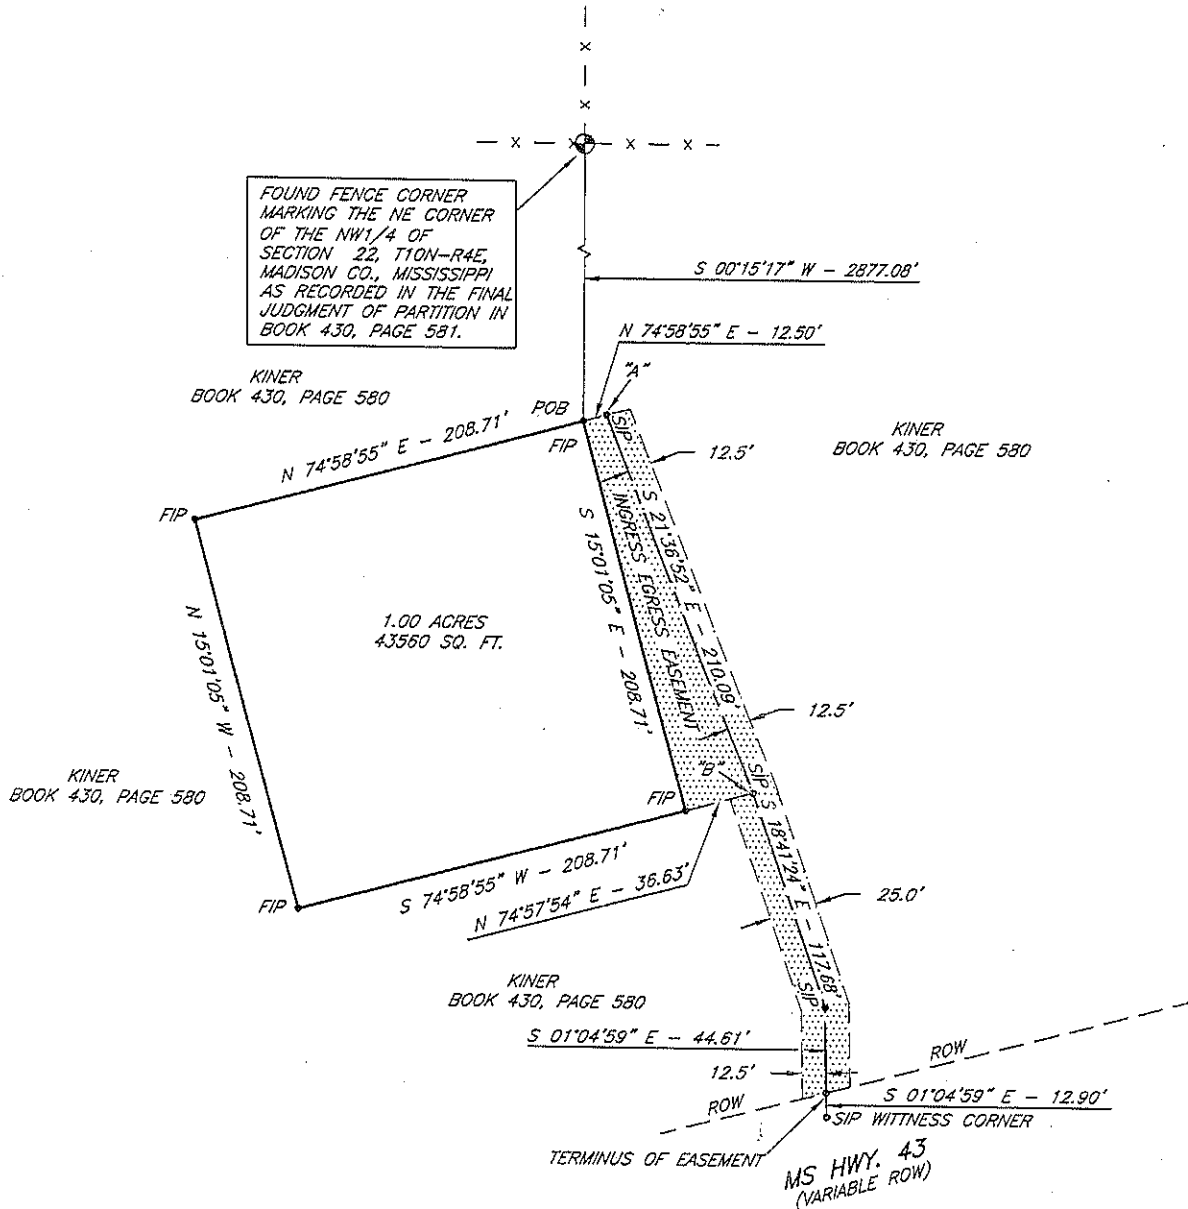 X
X
X X X X
FOUND FENCE CORNER
MARKING THE NE CORNER
OF THE NW1/4 OF
SECTION 22, T10N-R4E,
MADISON CO., MISSISSIPPI
AS RECORDED IN THE FINAL
JUDGMENT OF PARTITION IN
BOOK 430, PAGE 581.
S 00°15'17" W - 2877.08'
N 74°58'55" E - 12.50'
"A"
KINER
BOOK 430, PAGE 580
POB
FIP
SIP
N 74°58'55" E - 208.71'
12.5'
KINER
BOOK 430, PAGE 580
FIP
S 15°01'05" E - 208.71'
INGRESS EGRESS EASEMENT
S 21°36'52" E - 210.09'
N 15°01'05" W - 208.71'
1.00 ACRES
43560 SQ. FT.
12.5'
"B"
SIP
KINER
BOOK 430, PAGE 580
FIP
S 18°41'24" E - 117.68'
S 74°58'55" W - 208.71'
N 74°57'54" E - 36.63'
25.0'
FIP
KINER
BOOK 430, PAGE 580
SIP
S 01°04'59" E - 44.61'
ROW
12.5'
S 01°04'59" E - 12.90'
ROW
SIP WITTNESS CORNER
TERMINUS OF EASEMENT
MS HWY. 43
(VARIABLE ROW)